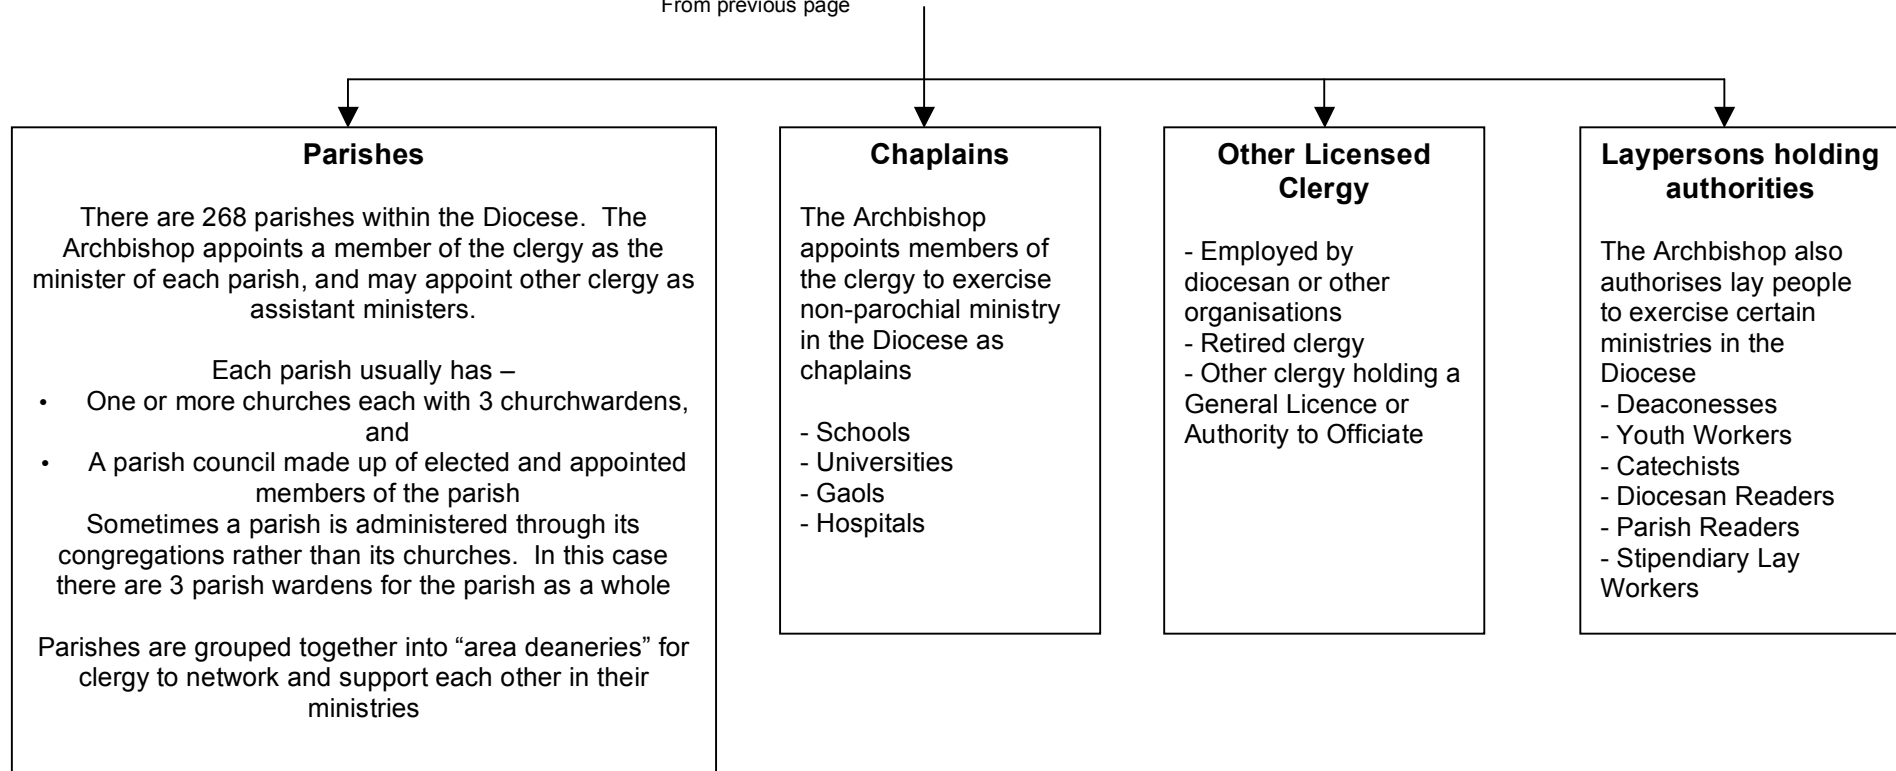 From previous page
Parishes
There are 268 parishes within the Diocese.  The
Archbishop appoints a member of the clergy as the
minister of each parish, and may appoint other clergy as
assistant ministers.
Each parish usually has –
• One or more churches each with 3 churchwardens,
and
• A parish council made up of elected and appointed
members of the parish
Sometimes a parish is administered through its
congregations rather than its churches.  In this case
there are 3 parish wardens for the parish as a whole
Parishes are grouped together into “area deaneries” for
clergy to network and support each other in their
ministries
Chaplains
The Archbishop
appoints members of
the clergy to exercise
non-parochial ministry
in the Diocese as
chaplains
- Schools
- Universities
- Gaols
- Hospitals
Other Licensed
Clergy
- Employed by
diocesan or other
organisations
- Retired clergy
- Other clergy holding a
General Licence or
Authority to Officiate
Laypersons holding
authorities
The Archbishop also
authorises lay people
to exercise certain
ministries in the
Diocese
- Deaconesses
- Youth Workers
- Catechists
- Diocesan Readers
- Parish Readers
- Stipendiary Lay
Workers